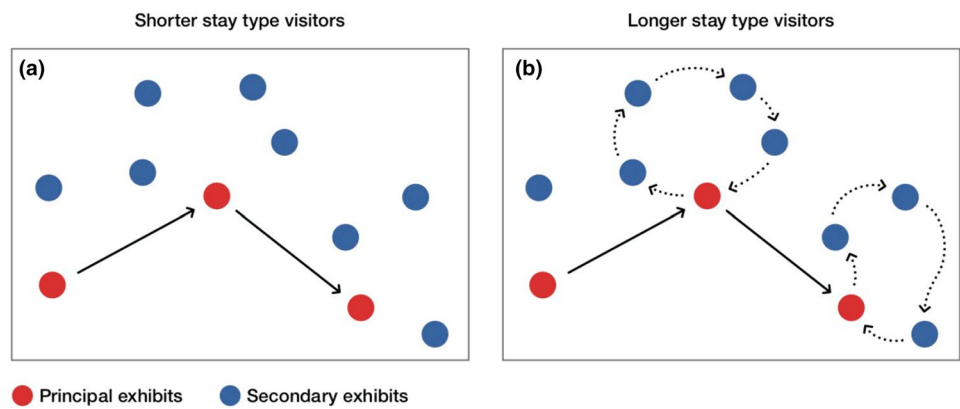 Shorter stay type visitors
Longer stay type visitors
(a)
(b)
Principal exhibits
Secondary exhibits